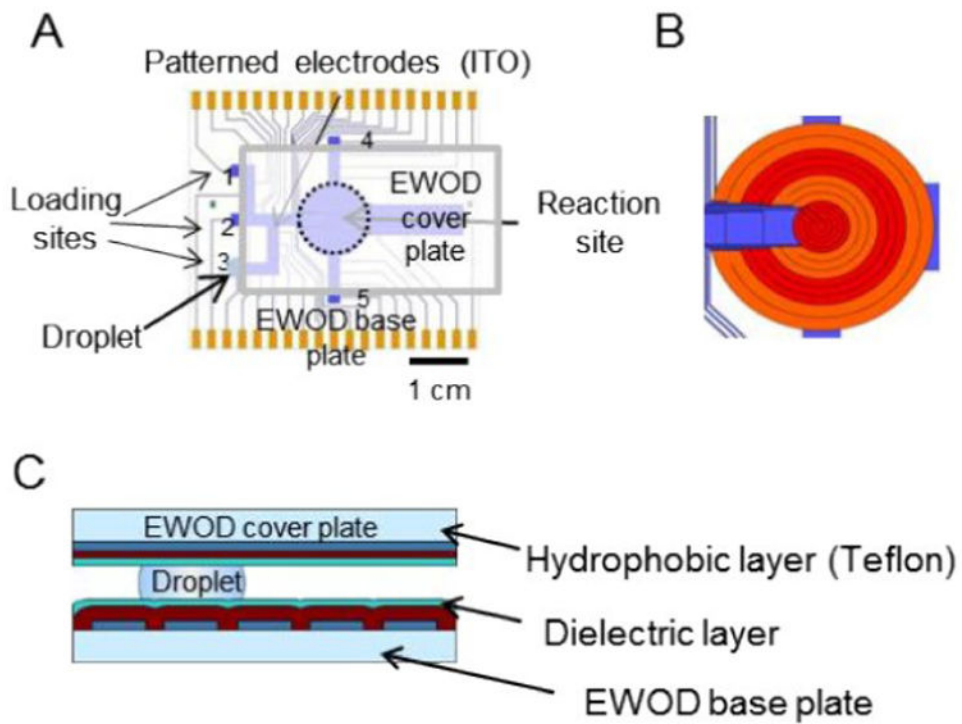 A
B
Patterned electrodes (ITO)
4
1
Loading
sites
2
3
EWOD
cover
plate
Reaction
site
Droplet
5
EWOD base
plate
1 cm
C
EWOD cover plate
Droplet
Hydrophobic layer (Teflon)
Dielectric layer
EWOD base plate